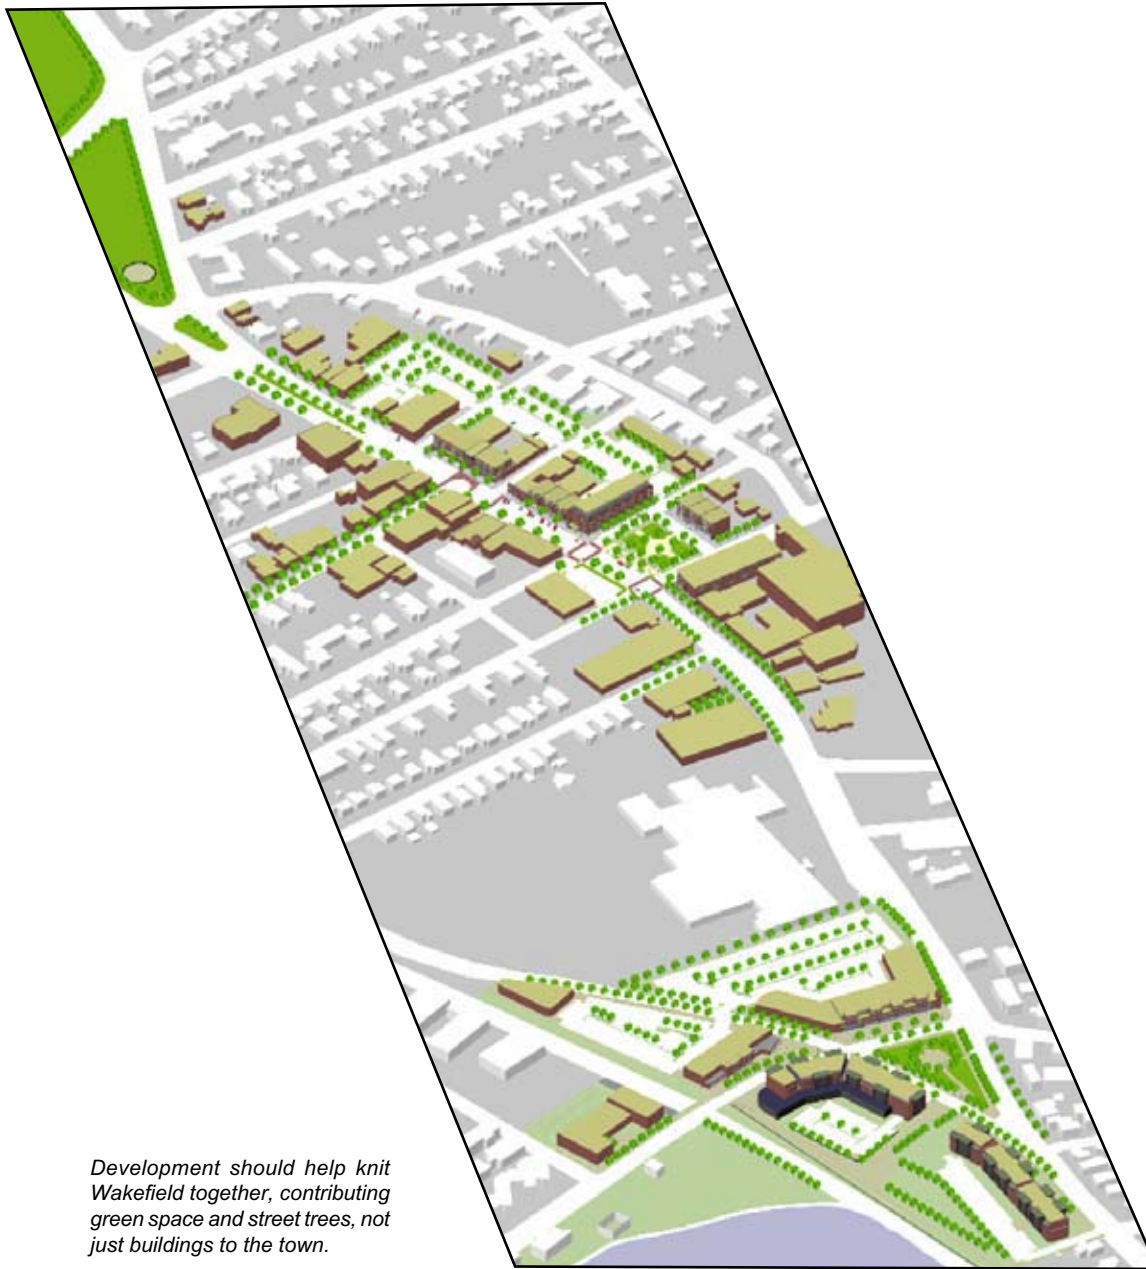 Development should help knit
Wakefield together, contributing
green space and street trees, not
just buildings to the town.